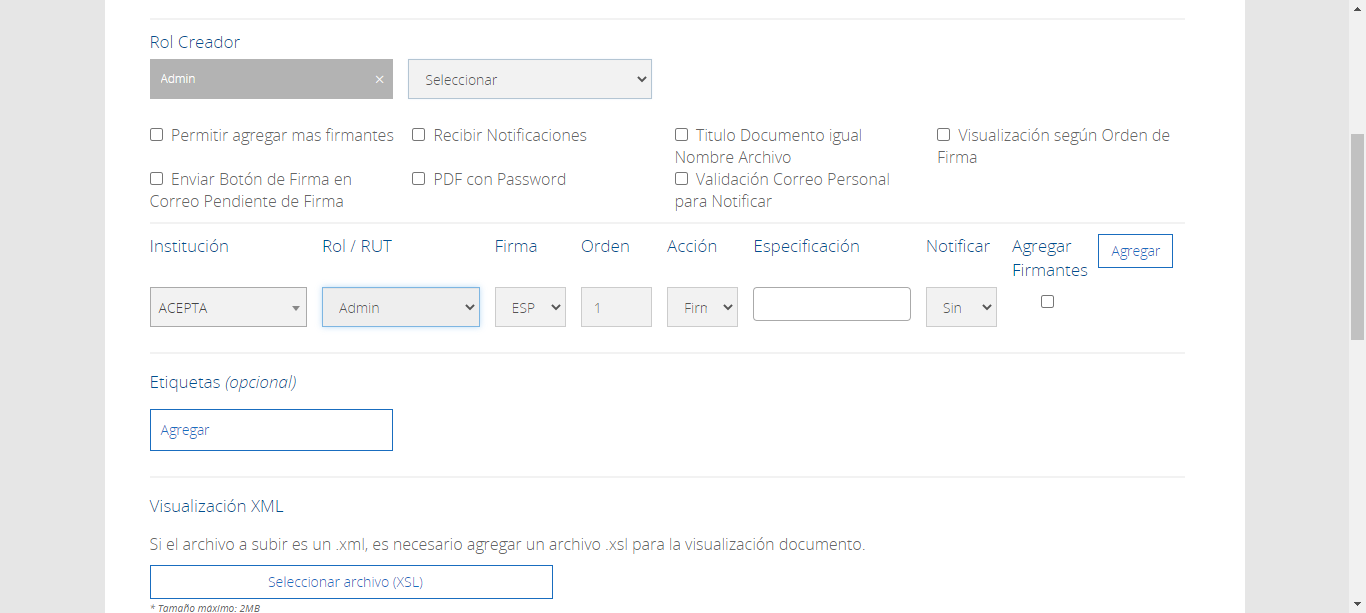 Rol Creador
Admin ×
Seleccionar
Permitir agregar mas firmantes
Recibir Notificaciones
Titulo Documento igual
Nombre Archivo
Visualización según Orden de
Firma
Enviar Botón de Firma en
Correo Pendiente de Firma
PDF con Password
Validación Correo Personal
para Notificar
Institución
Rol / RUT
Firma
Orden
Acción
Especificación
Notificar
Agregar
Firmantes
Agregar
ACEPTA
Admin
ESP
1
Firn
Sin
Etiquetas (opcional)
Agregar
Visualización XML
Si el archivo a subir es un .xml, es necesario agregar un archivo .xsl para la visualización documento.
Seleccionar archivo (XSL)
* Tamaño máximo: 2MB